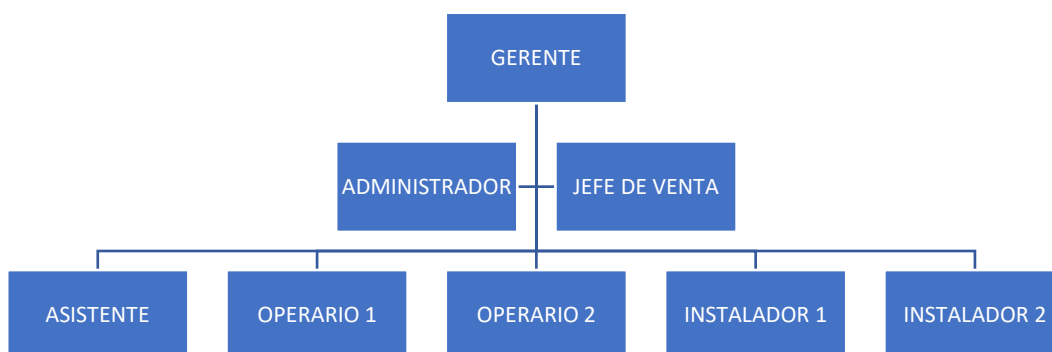 GERENTE
ADMINISTRADOR
JEFE DE VENTA
ASISTENTE
OPERARIO 1
OPERARIO 2
INSTALADOR 1
INSTALADOR 2